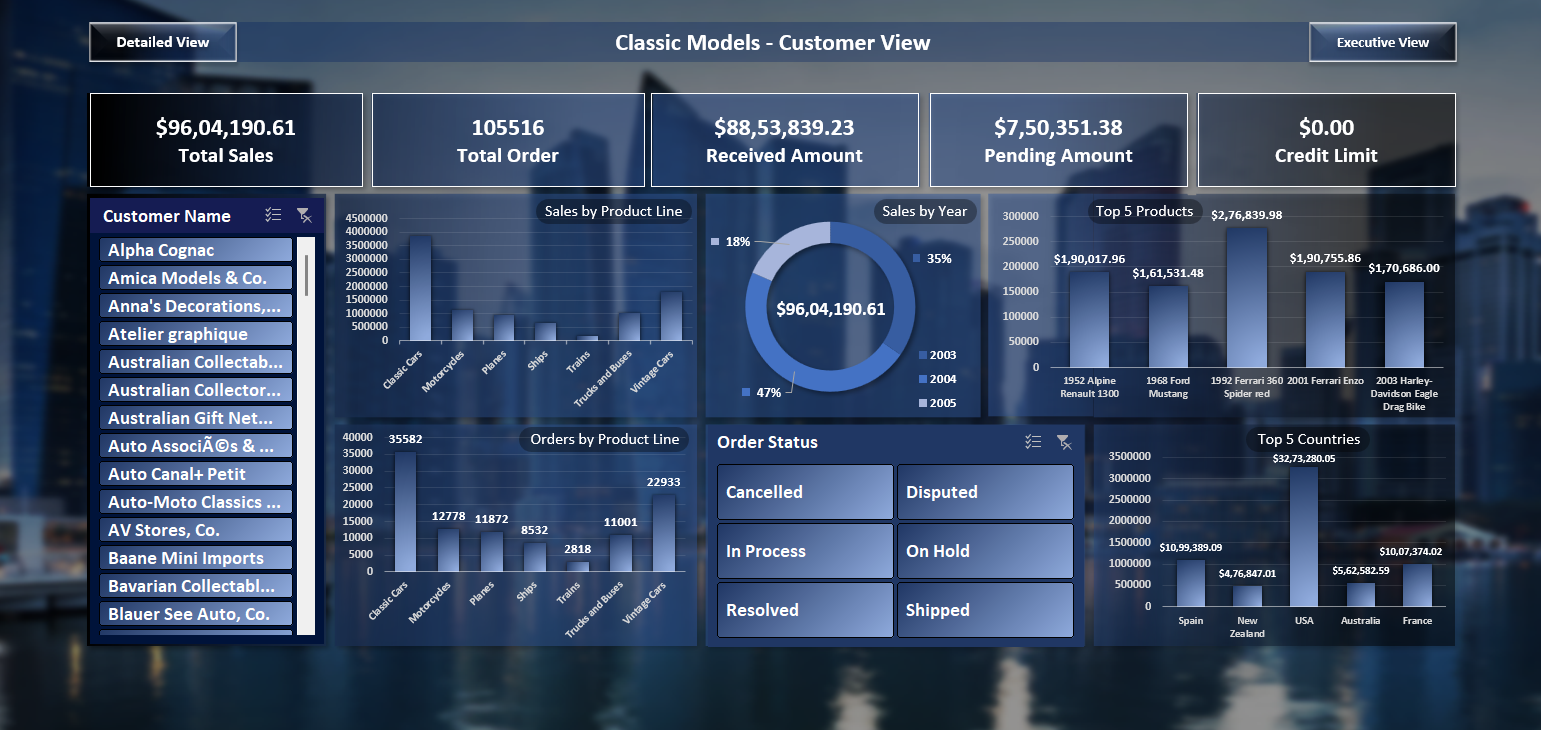 Detailed View
Classic Models - Customer View
Executive View
$96,04,190.61
Total Sales
105516
Total Order
$88,53,839.23
Received Amount
$7,50,351.38
Pending Amount
$0.00
Credit Limit
Customer Name
Alpha Cognac
Amica Models & Co.
Anna's Decorations,...
Atelier graphique
Australian Collectab...
Australian Collector...
Australian Gift Net...
Auto AssociÃ©s & ...
Auto Canal+ Petit
Auto-Moto Classics ...
AV Stores, Co.
Baane Mini Imports
Bavarian Collectabl...
Blauer See Auto, Co.
Sales by Product Line
4500000
4000000
3500000
3000000
2500000
2000000
1500000
1000000
500000
0
Classic Cars
Motorcycles
Planes
Ships
Trains
Trucks and Buses
Vintage Cars
Sales by Year
18%
35%
$96,04,190.61
47%
2003
2004
2005
Top 5 Products
300000
250000
200000
150000
100000
50000
0
$1,90,017.96
$1,61,531.48
$2,76,839.98
$1,90,755.86
$1,70,686.00
1952 Alpine
Renault 1300
1968 Ford
Mustang
1992 Ferrari 360
Spider red
2001 Ferrari Enzo
2003 Harley-
Davidson Eagle
Drag Bike
Orders by Product Line
40000
35000
30000
25000
20000
15000
10000
5000
0
35582
12778
11872
8532
2818
11001
22933
Classic Cars
Motorcycles
Planes
Ships
Trains
Trucks and Buses
Vintage Cars
Order Status
Cancelled
Disputed
In Process
On Hold
Resolved
Shipped
Top 5 Countries
3500000
3000000
2500000
2000000
1500000
1000000
500000
0
$10,99,389.09
$4,76,847.01
$32,73,280.05
$5,62,582.59
$10,07,374.02
Spain
New
Zealand
USA
Australia
France